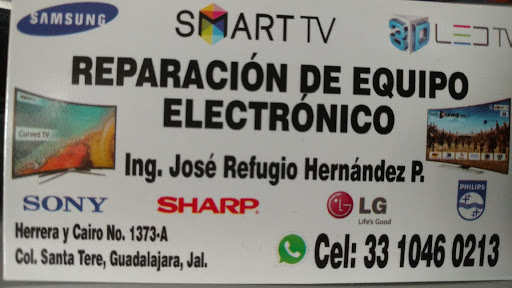 SAMSUNG
SMART TV
3D LED TV
REPARACIÓN DE EQUIPO
ELECTRÓNICO
Curved TV
Ing. José Refugio Hernández P.
SONY
SHARP
LG
Life's Good
PHILIPS
Herrera y Cairo No. 1373-A
Col. Santa Tere, Guadalajara, Jal.
Cel: 33 1046 0213